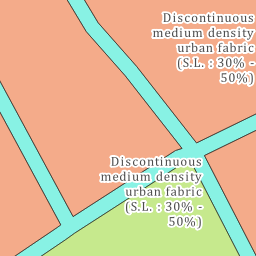 Discontinuous
medium density
urban fabric
(S.L. : 30% -
50%)
Discontinuous
medium density
urban fabric
(S.L. : 30% -
50%)